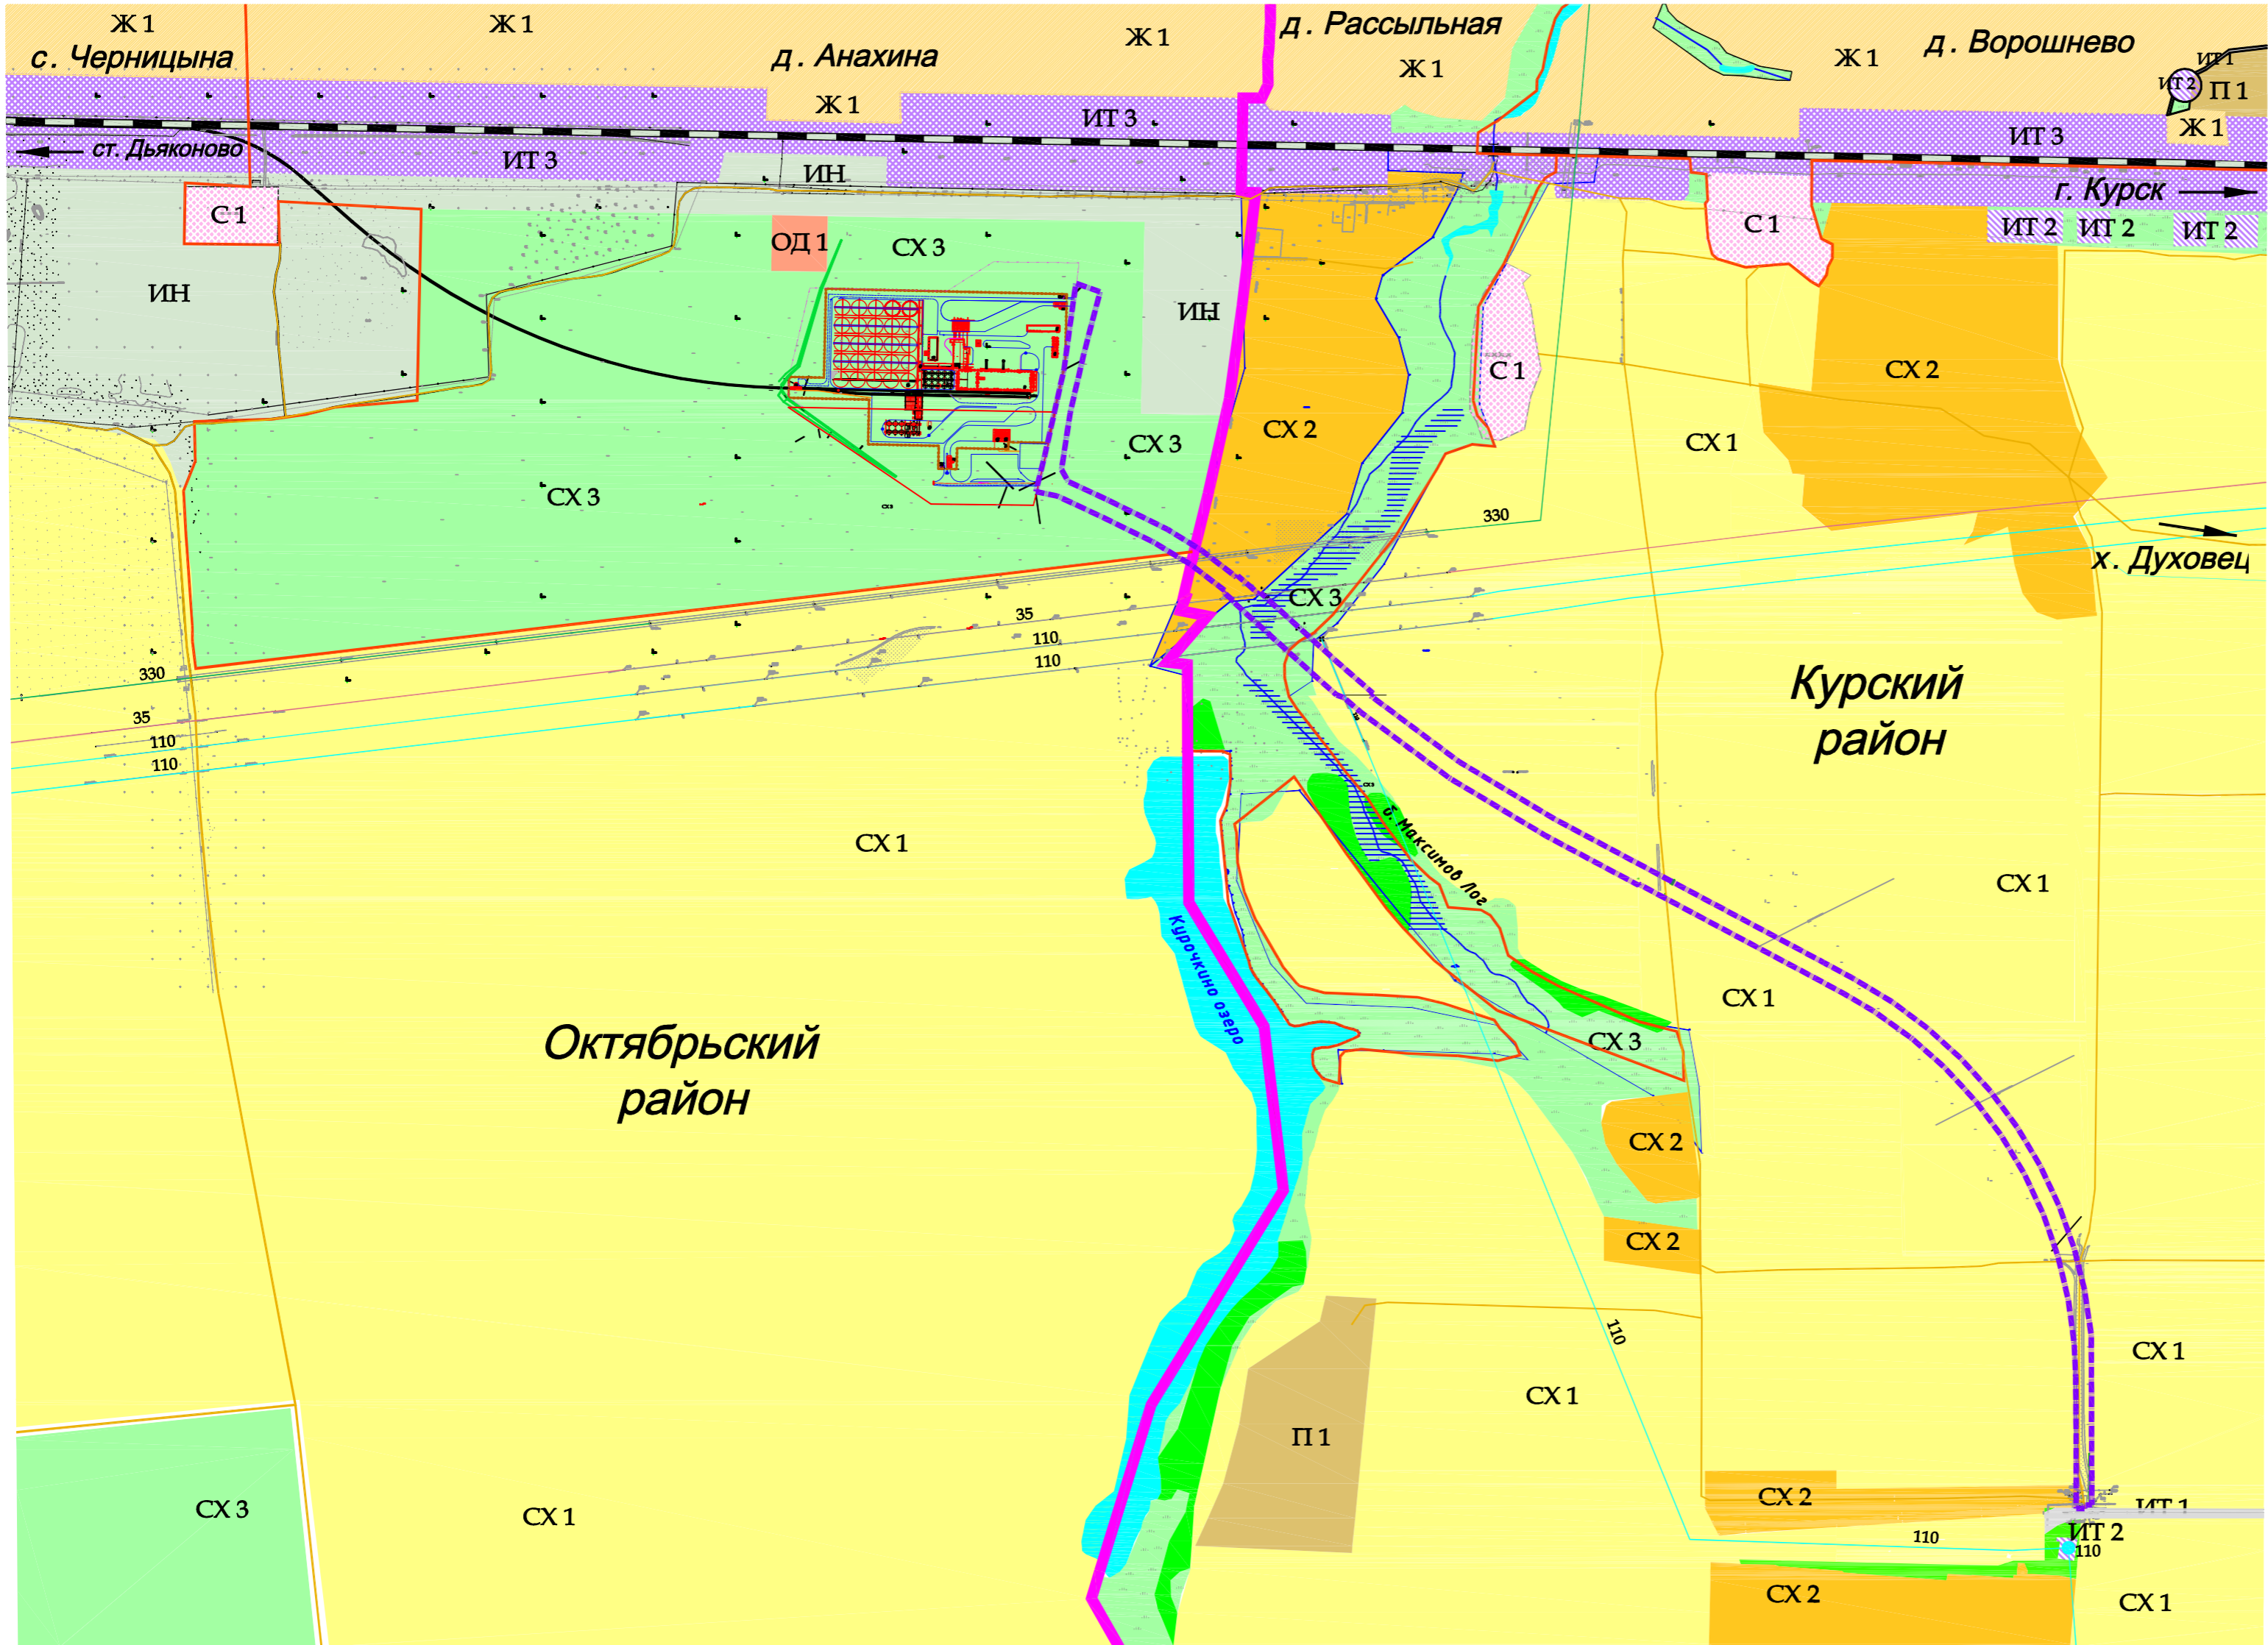 Ж 1
Ж 1
Ж 1
д. Рассыльная
с. Черницына
д. Анахина
Ж 1
Ж 1
д. Ворошнево
ИТ 1
ИТ 2
П 1
Ж 1
ИТ 3
Ж 1
ст. Дьяконово
ИТ 3
ИН
ИТ 3
г. Курск
С 1
ОД 1
СХ 3
С 1
ИТ 2
ИТ 2
ИТ 2
ИН
ИН
С 1
СХ 2
СХ 2
СХ 3
СХ 1
СХ 3
СХ 3
330
х. Духовец
СХ 3
35
110
110
330
35
110
110
Курский
район
СХ 3
СХ 1
б. Максимов Лог
СХ 1
Курочкино озеро
СХ 1
Октябрьский
район
СХ 3
СХ 2
СХ 2
110
СХ 1
СХ 1
П 1
СХ 3
СХ 1
СХ 2
ИТ 1
110
ИТ 2
110
СХ 2
СХ 1